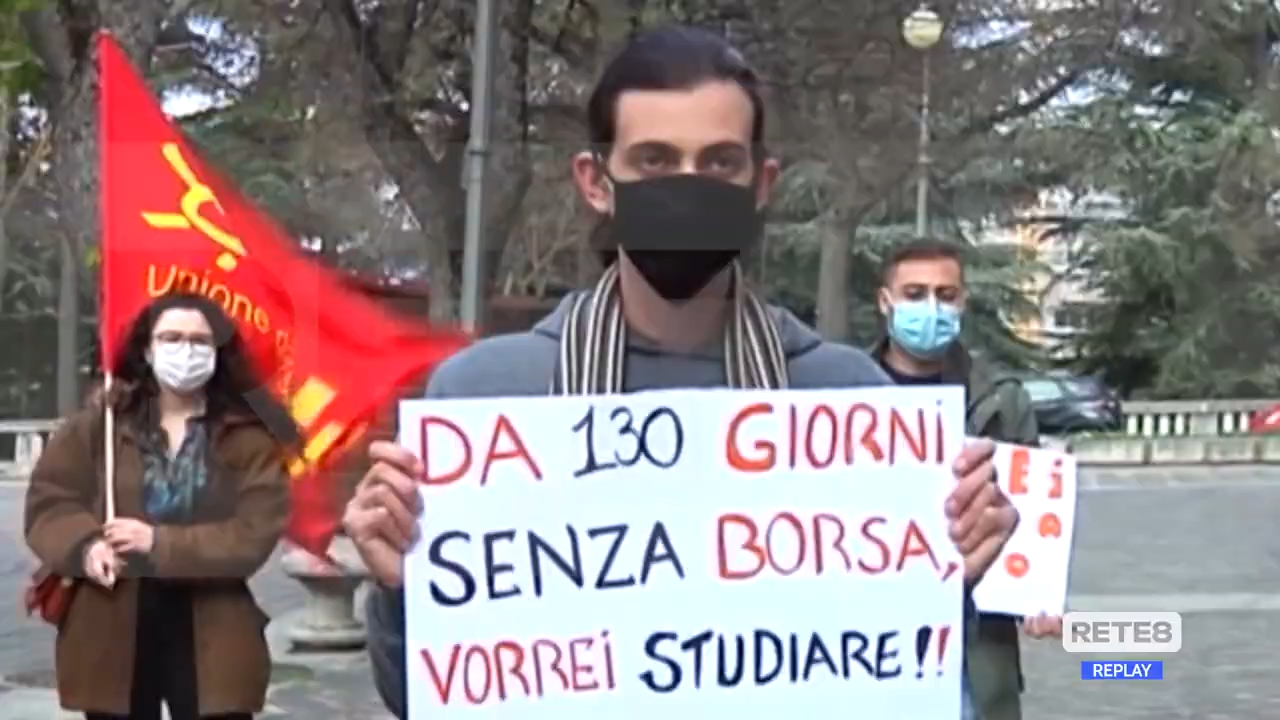 Unione
DA 130 GIORNI
SENZA BORSA,
VORREi STUDIARE!!
E i
a
o
RETE8
REPLAY